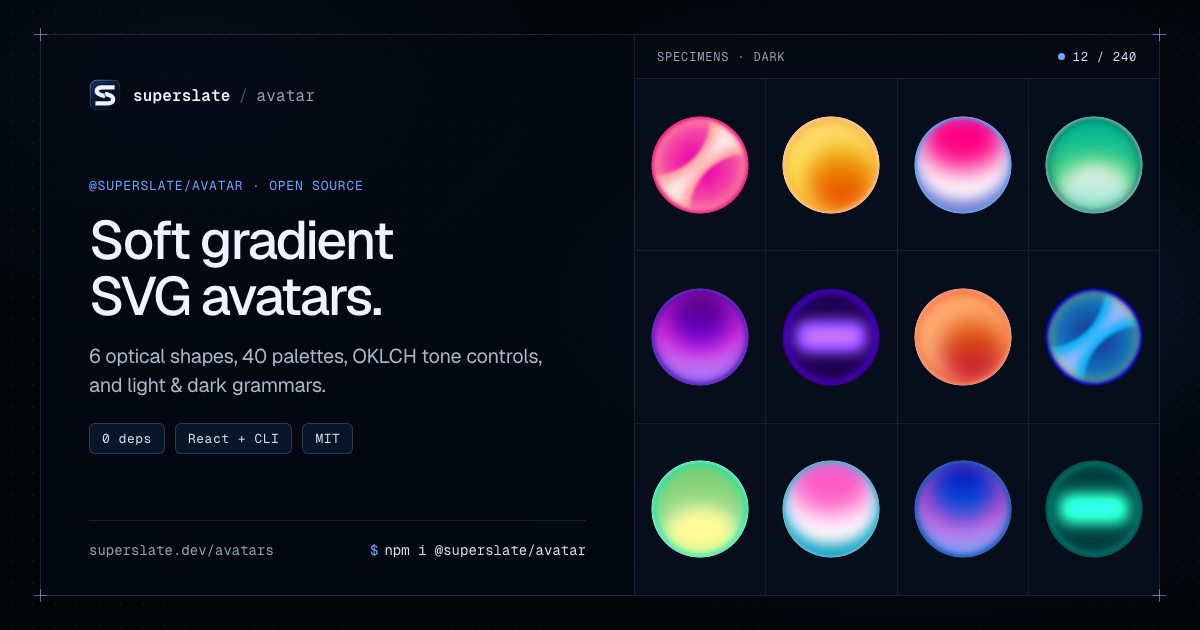 superslate / avatar
@SUPERSLATE/AVATAR · OPEN SOURCE
Soft gradient
SVG avatars.
6 optical shapes, 40 palettes, OKLCH tone controls,
and light & dark grammars.
0 deps
React + CLI
MIT
superslate.dev/avatars
$ npm i @superslate/avatar
SPECIMENS · DARK
12 / 240